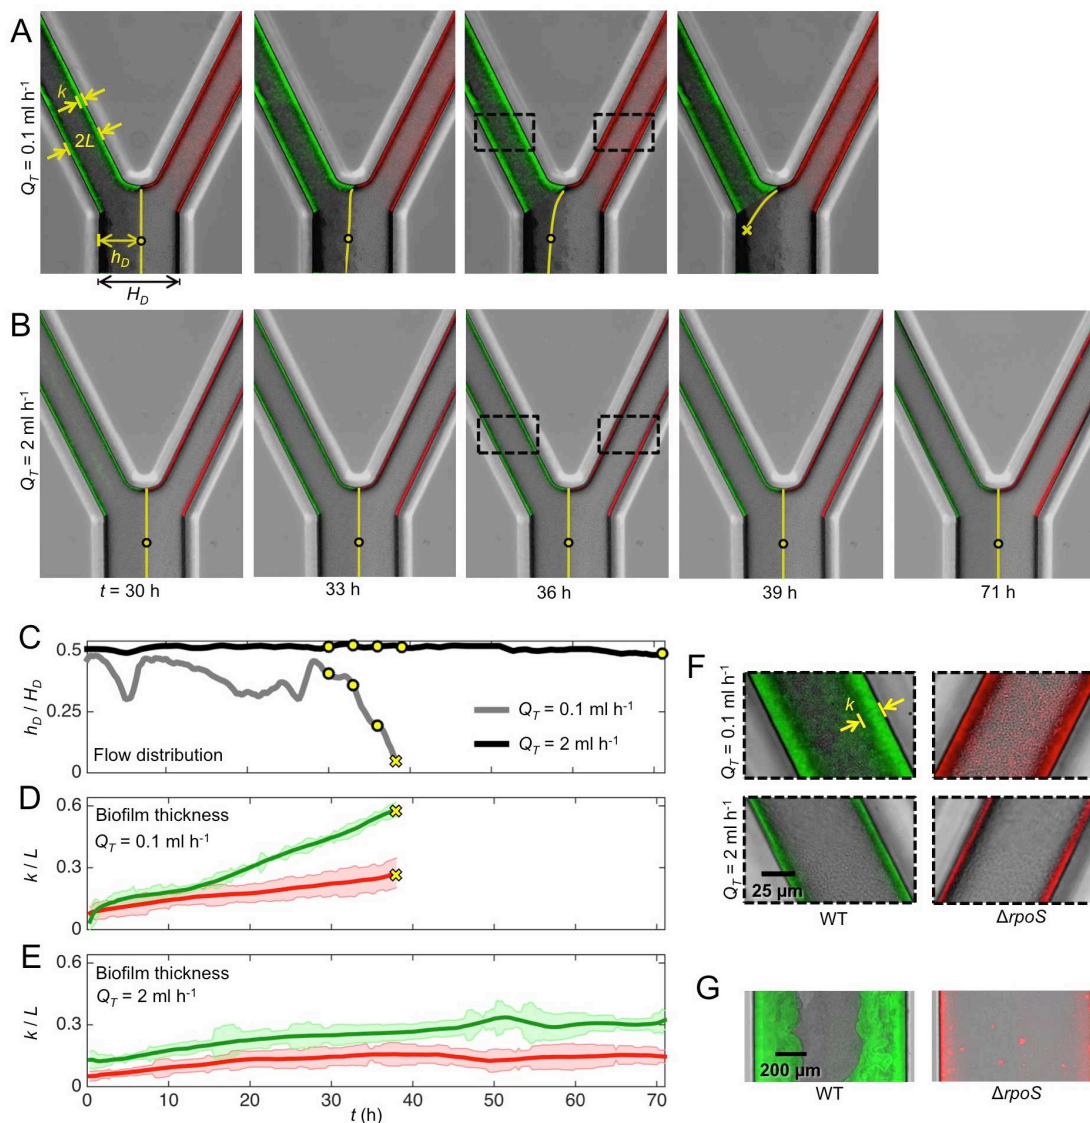 A
Q_T = 0.1 ml h⁻¹
k
2L
h_D
H_D
B
Q_T = 2 ml h⁻¹
t = 30 h
33 h
36 h
39 h
71 h
C
h_D / H_D
0.5
0.25
0
Flow distribution
Q_T = 0.1 ml h⁻¹
Q_T = 2 ml h⁻¹
D
k / L
0.6
0.3
0
Biofilm thickness
Q_T = 0.1 ml h⁻¹
E
k / L
0.6
0.3
0
Biofilm thickness
Q_T = 2 ml h⁻¹
0 10 20 30 40 50 60 70
t (h)
F
Q_T = 0.1 ml h⁻¹
k
Q_T = 2 ml h⁻¹
25 µm
WT
ΔrpoS
G
200 µm
WT
ΔrpoS